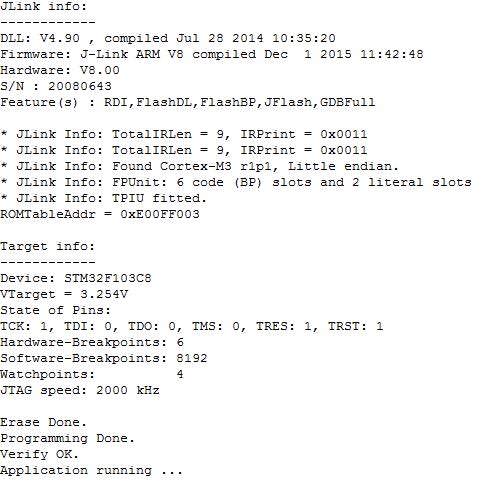 JLink info:
------------
DLL: V4.90 , compiled Jul 28 2014 10:35:20
Firmware: J-Link ARM V8 compiled Dec  1 2015 11:42:48
Hardware: V8.00
S/N : 20080643
Feature(s) : RDI,FlashDL,FlashBP,JFlash,GDBFull

* JLink Info: TotalIRLen = 9, IRPrint = 0x0011
* JLink Info: TotalIRLen = 9, IRPrint = 0x0011
* JLink Info: Found Cortex-M3 r1p1, Little endian.
* JLink Info: FPUnit: 6 code (BP) slots and 2 literal slots
* JLink Info: TPIU fitted.
ROMTableAddr = 0xE00FF003

Target info:
------------
Device: STM32F103C8
VTarget = 3.254V
State of Pins:
TCK: 1, TDI: 0, TDO: 0, TMS: 0, TRES: 1, TRST: 1
Hardware-Breakpoints: 6
Software-Breakpoints: 8192
Watchpoints:          4
JTAG speed: 2000 kHz

Erase Done.
Programming Done.
Verify OK.
Application running ...